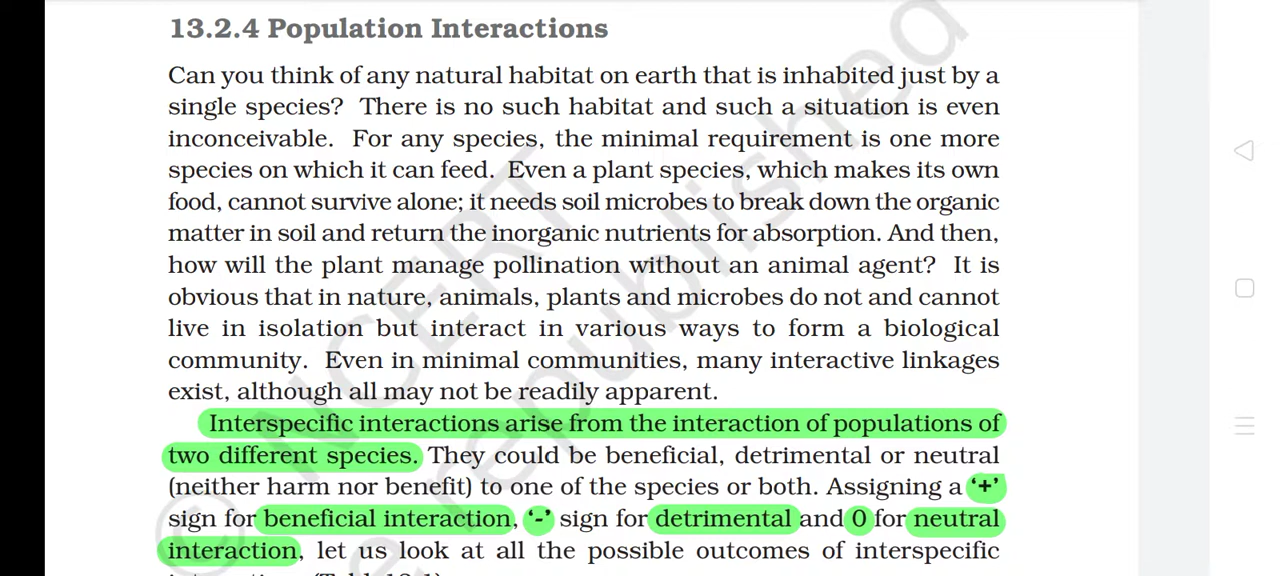 13.2.4 Population Interactions
Can you think of any natural habitat on earth that is inhabited just by a
single species? There is no such habitat and such a situation is even
inconceivable. For any species, the minimal requirement is one more
species on which it can feed. Even a plant species, which makes its own
food, cannot survive alone; it needs soil microbes to break down the organic
matter in soil and return the inorganic nutrients for absorption. And then,
how will the plant manage pollination without an animal agent? It is
obvious that in nature, animals, plants and microbes do not and cannot
live in isolation but interact in various ways to form a biological
community. Even in minimal communities, many interactive linkages
exist, although all may not be readily apparent.
Interspecific interactions arise from the interaction of populations of
two different species. They could be beneficial, detrimental or neutral
(neither harm nor benefit) to one of the species or both. Assigning a ‘+’
sign for beneficial interaction, ‘-’ sign for detrimental and 0 for neutral
interaction, let us look at all the possible outcomes of interspecific
© NCERT
republished